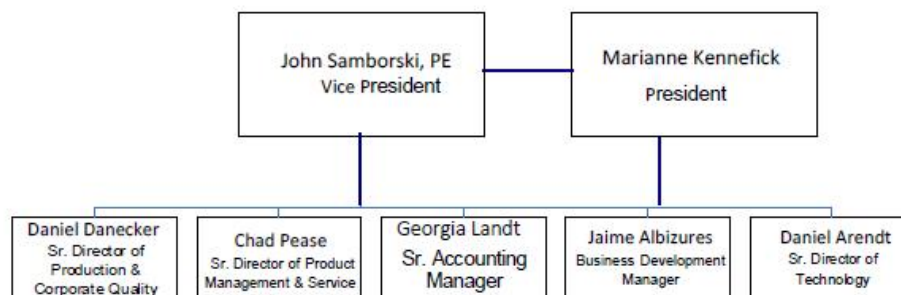 John Samborski, PE
Vice President
Marianne Kennefick
President
Daniel Danecker
Sr. Director of
Production &
Corporate Quality
Chad Pease
Sr. Director of Product
Management & Service
Georgia Landt
Sr. Accounting
Manager
Jaime Albizures
Business Development
Manager
Daniel Arendt
Sr. Director of
Technology